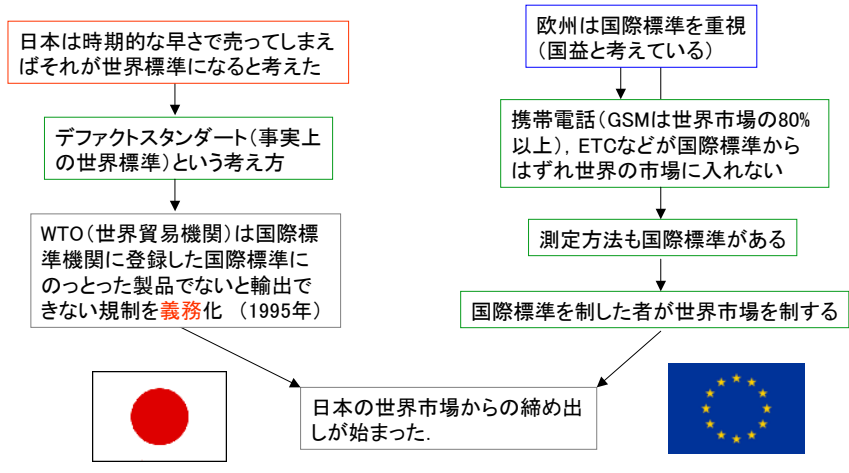 日本は時期的な早さで売ってしまえ
ばそれが世界標準になると考えた
デファクトスタンダート(事実上
の世界標準)という考え方
WTO(世界貿易機関)は国際標
準機関に登録した国際標準に
のっとった製品でないと輸出で
きない規制を義務化 (1995年)
欧州は国際標準を重視
(国益と考えている)
携帯電話(GSMは世界市場の80%
以上), ETCなどが国際標準から
はずれ世界の市場に入れない
測定方法も国際標準がある
国際標準を制した者が世界市場を制する
日本の世界市場からの締め出
しが始まった.